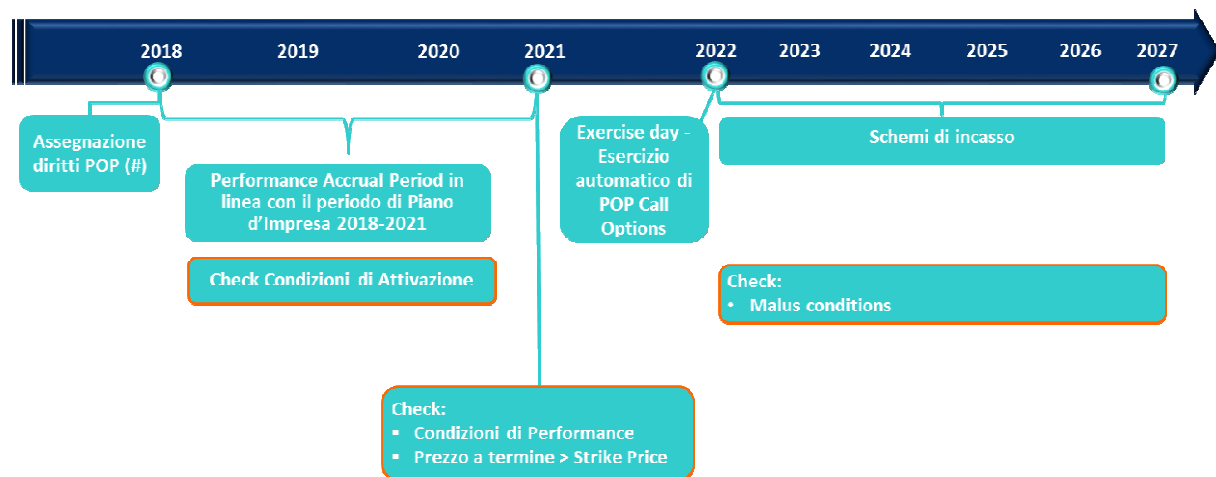 2018 2019 2020 2021 2022 2023 2024 2025 2026 2027
Assegnazione
diritti POP (#)
Performance Accrual Period in
linea con il periodo di Piano
d'Impresa 2018-2021
Check Condizioni di Attivazione
Check:
▪ Condizioni di Performance
▪ Prezzo a termine > Strike Price
Exercise day -
Esercizio
automatico di
POP Call
Options
Schemi di incasso
Check:
• Malus conditions